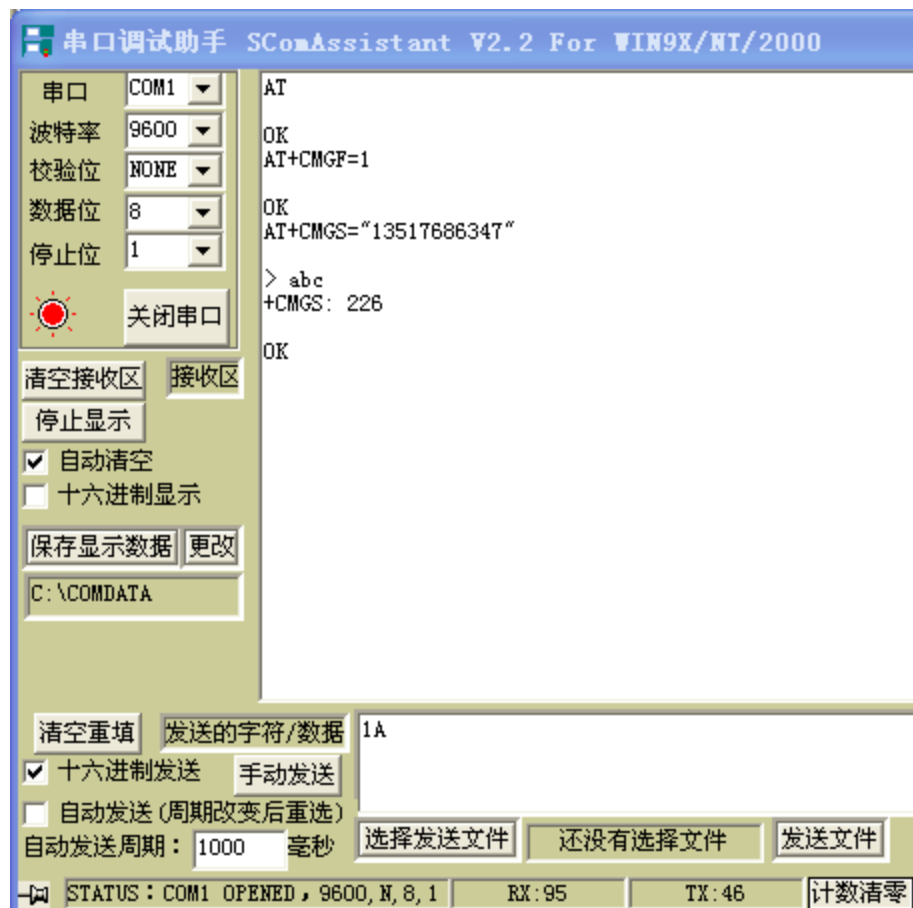 串口调试助手 SComAssistant V2.2 For WIN9X/NT/2000
串口 COM1
波特率 9600
校验位 NONE
数据位 8
停止位 1
关闭串口
清空接收区 接收区
停止显示
自动清空
十六进制显示
保存显示数据 更改
C:\COMDATA
AT
OK
AT+CMGF=1
OK
AT+CMGS="13517686347"
> abc
+CMGS: 226
OK
清空重填 发送的字符/数据 1A
十六进制发送 手动发送
自动发送(周期改变后重选)
自动发送周期：1000 毫秒 选择发送文件 还没有选择文件 发送文件
STATUS：COM1 OPENED，9600,N,8,1 RX:95 TX:46 计数清零